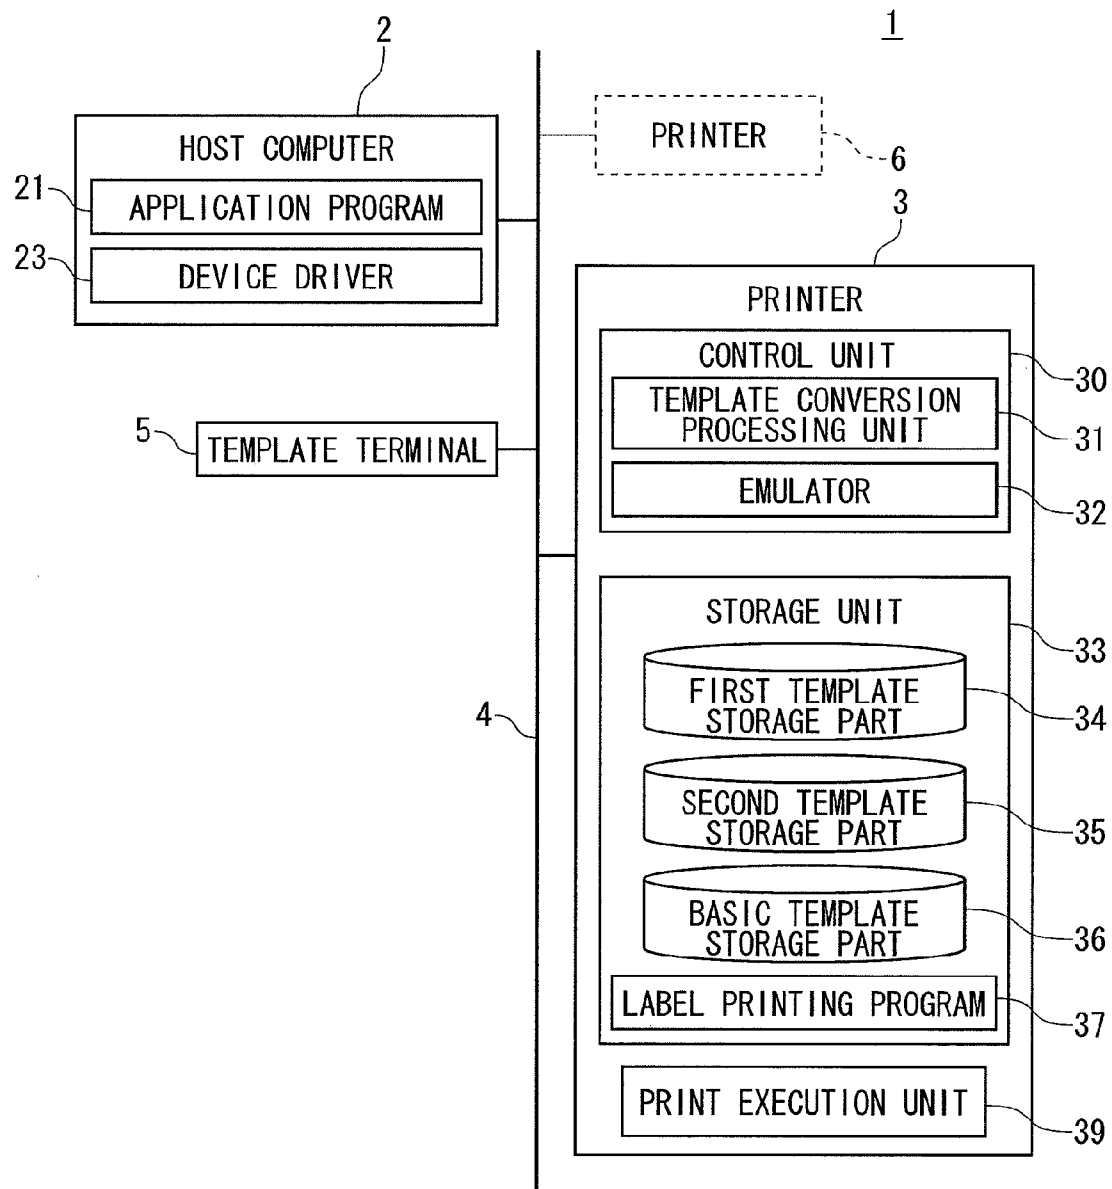 1
2
HOST COMPUTER
21
APPLICATION PROGRAM
23
DEVICE DRIVER
PRINTER
6
3
PRINTER
CONTROL UNIT
30
TEMPLATE CONVERSION
PROCESSING UNIT
31
EMULATOR
32
5
TEMPLATE TERMINAL
4
STORAGE UNIT
33
FIRST TEMPLATE
STORAGE PART
34
SECOND TEMPLATE
STORAGE PART
35
BASIC TEMPLATE
STORAGE PART
36
LABEL PRINTING PROGRAM
37
PRINT EXECUTION UNIT
39